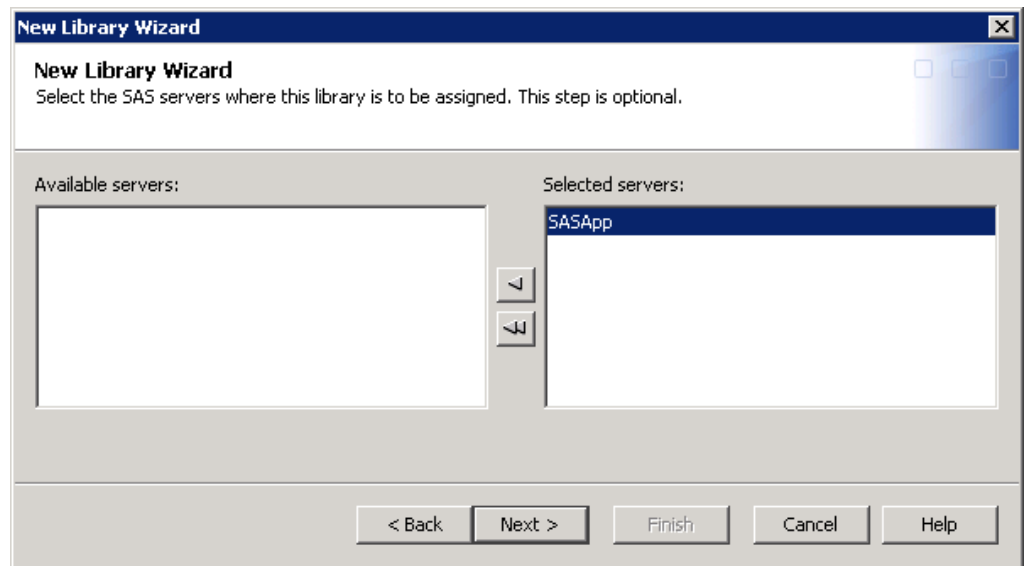 New Library Wizard
New Library Wizard
Select the SAS servers where this library is to be assigned. This step is optional.
Available servers:
Selected servers:
SASApp
< Back
Next >
Finish
Cancel
Help